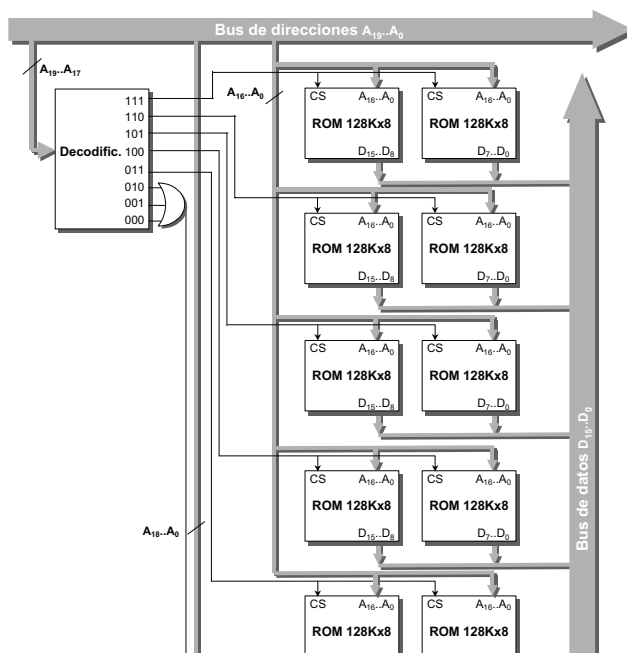 Bus de direcciones A₁₉..A₀
A₁₉..A₁₇
Decodific.
111
110
101
100
011
010
001
000
A₁₆..A₀
CS A₁₆..A₀
ROM 128Kx8
D₁₅..D₈
CS A₁₆..A₀
ROM 128Kx8
D₇..D₀
CS A₁₆..A₀
ROM 128Kx8
D₁₅..D₈
CS A₁₆..A₀
ROM 128Kx8
D₇..D₀
CS A₁₆..A₀
ROM 128Kx8
D₁₅..D₈
CS A₁₆..A₀
ROM 128Kx8
D₇..D₀
CS A₁₆..A₀
ROM 128Kx8
D₁₅..D₈
CS A₁₆..A₀
ROM 128Kx8
D₇..D₀
A₁₈..A₀
CS A₁₆..A₀
ROM 128Kx8
CS A₁₆..A₀
ROM 128Kx8
Bus de datos D₁₅..D₀